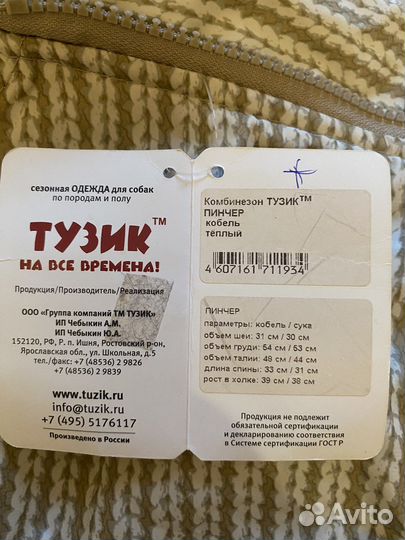 сезонная ОДЕЖДА для собак
по породам и полу
ТУЗИК™
НА ВСЕ ВРЕМЕНА!
Продукция/Производитель/Реализация
ООО «Группа компаний ТМ ТУЗИК»
ИП Чебыкин А.М.
ИП Чебыкин Ю.А.
152120, РФ, Р. п. Ишня, Ростовский р-он,
Ярославская обл., ул. Школьная, д.5
тел./факс: +7 (48536) 2 9826
+7 (48536) 2 9839
www.tuzik.ru
info@tuzik.ru
+7 (495) 5176117
Произведено в России
Комбинезон ТУЗИК™
ПИНЧЕР
кобель
тёплый
4 607161 711934
ПИНЧЕР
параметры: кобель / сука
объем шеи: 31 см / 30 см
объем груди: 54 см / 53 см
объем талии: 48 см / 44 см
длина спины: 33 см / 31 см
рост в холке: 39 см / 38 см
Продукция не подлежит
обязательной сертификации
и декларированию соответствия
в Системе сертификации ГОСТ Р
Avito